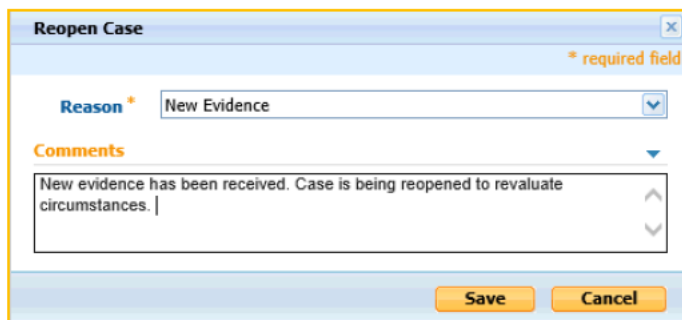 Reopen Case
* required field
Reason *
New Evidence
Comments
New evidence has been received. Case is being reopened to revaluate
circumstances.
Save
Cancel